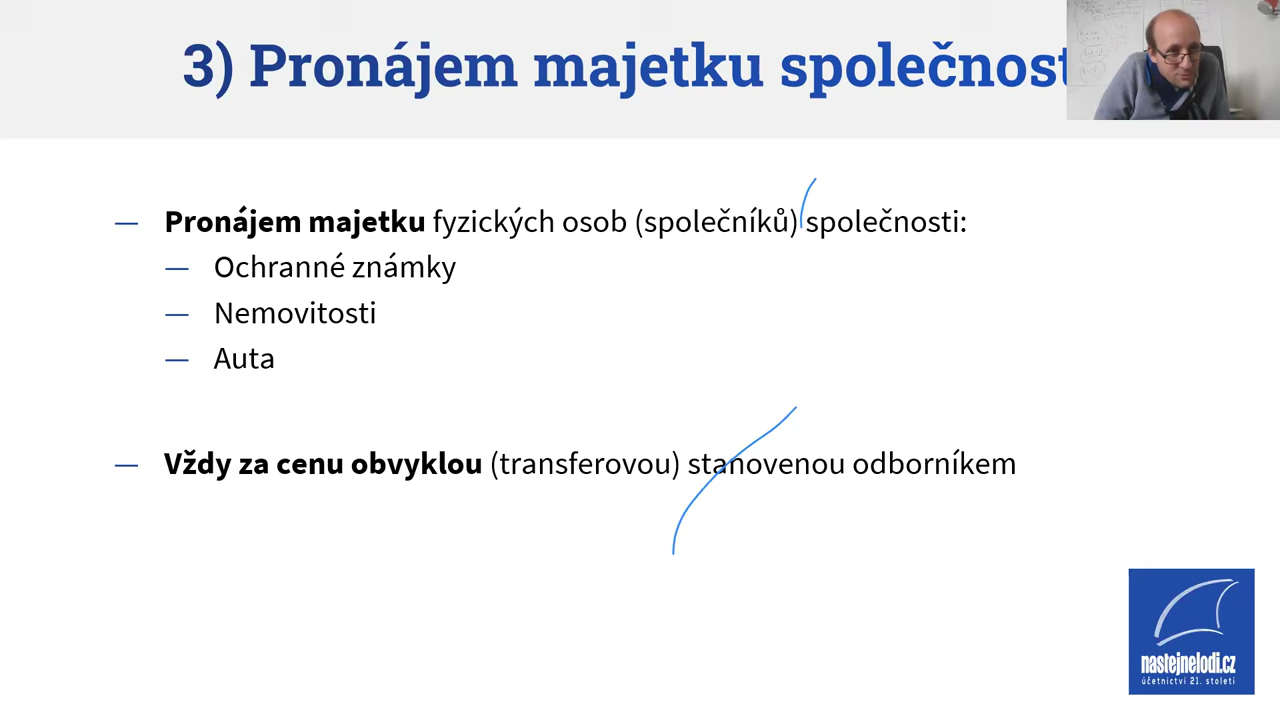 3) Pronájem majetku společnost
— Pronájem majetku fyzických osob (společníků) společnosti:
— Ochranné známky
— Nemovitosti
— Auta
— Vždy za cenu obvyklou (transferovou) stanovenou odborníkem
nastejnelodi.cz
účetnictví 21. století